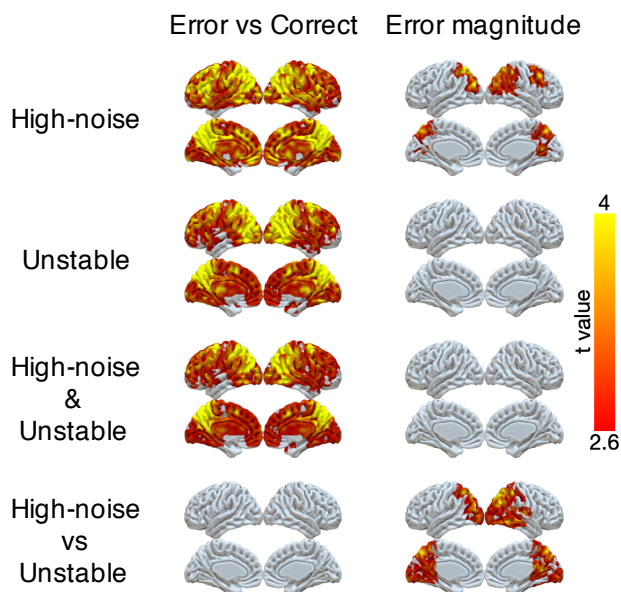 Error vs Correct Error magnitude
High-noise
Unstable
High-noise
&
Unstable
High-noise
vs
Unstable
4
t value
2.6